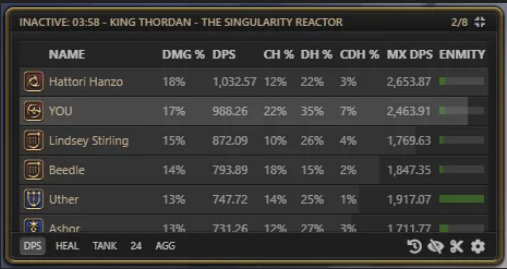 INACTIVE: 03:58 - KING THORDAN - THE SINGULARITY REACTOR 2/8
NAME DMG % DPS CH % DH % CDH % MX DPS ENMITY
Hattori Hanzo 18% 1,032.57 12% 22% 3% 2,653.87
YOU 17% 988.26 22% 35% 7% 2,463.91
Lindsey Stirling 15% 872.09 10% 26% 4% 1,769.63
Beedle 14% 793.89 18% 15% 2% 1,847.35
Uther 13% 747.72 14% 25% 1% 1,917.07
Ashor 13% 731.26 12% 27% 3% 1,711.77
DPS HEAL TANK 24 AGG